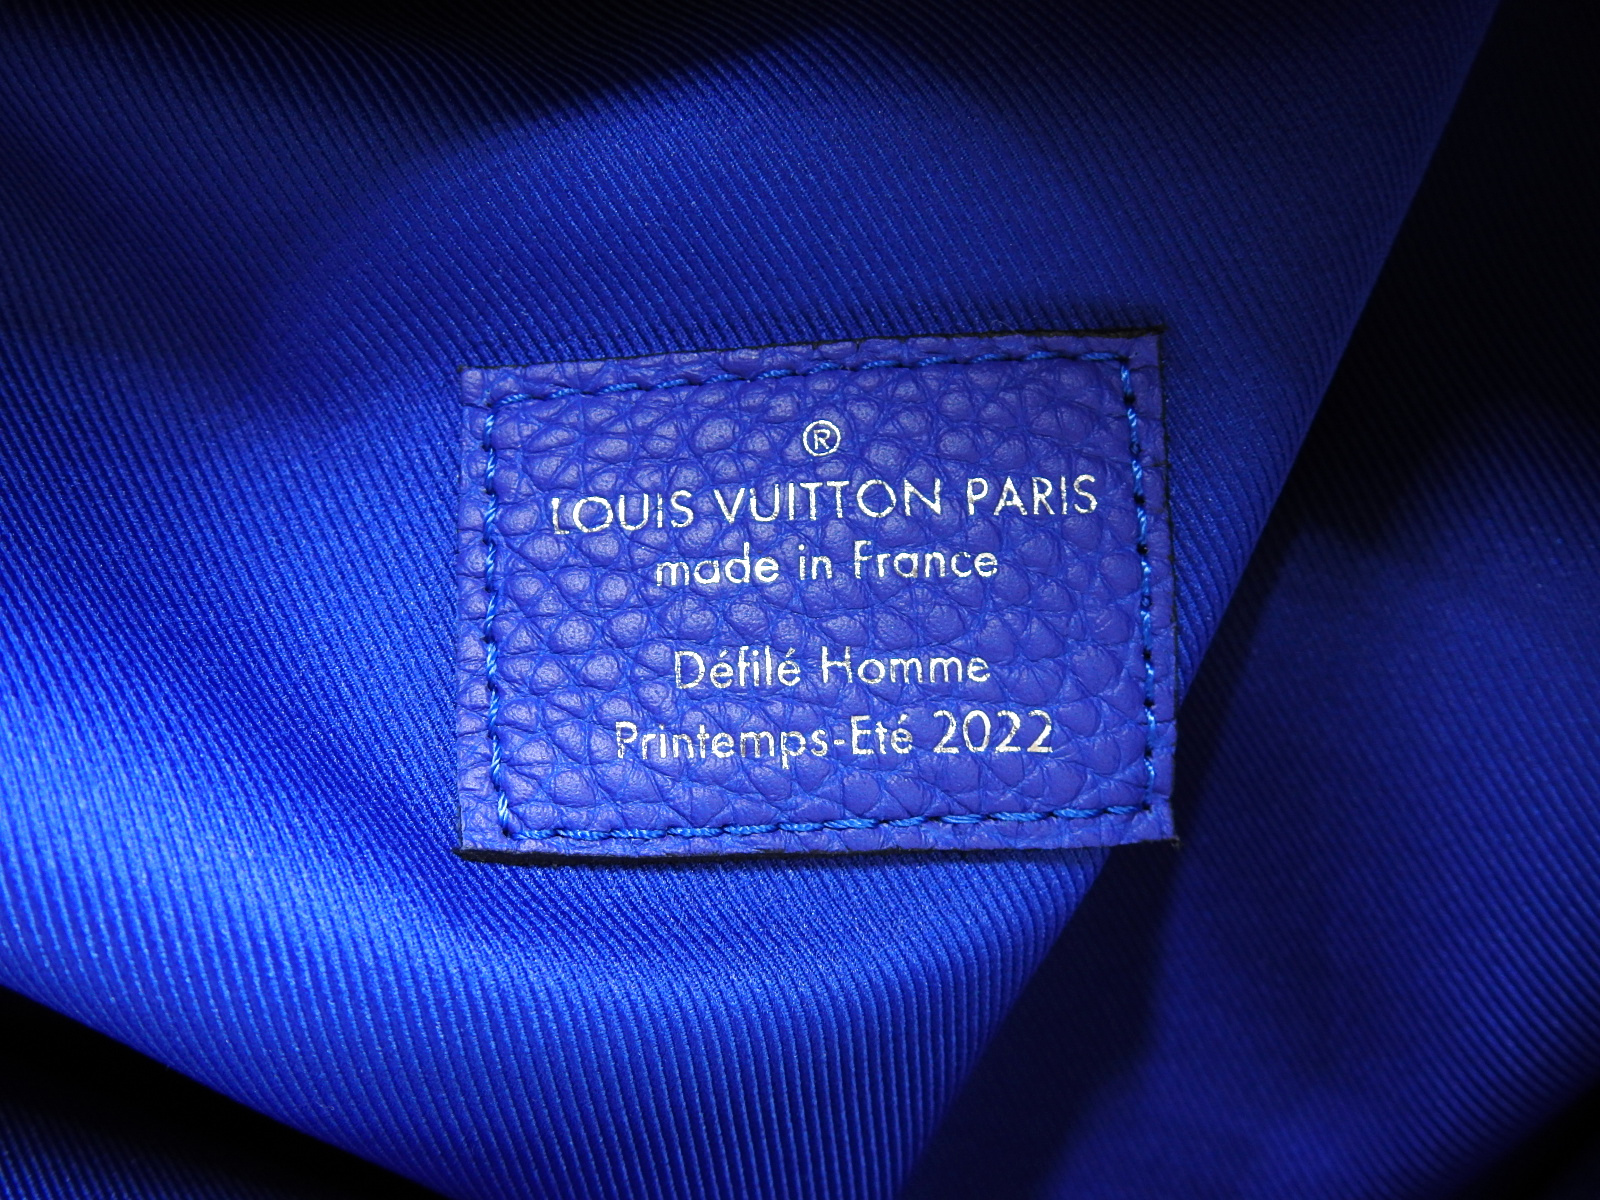 ®
LOUIS VUITTON PARIS
made in France
Défilé Homme
Printemps-Eté 2022